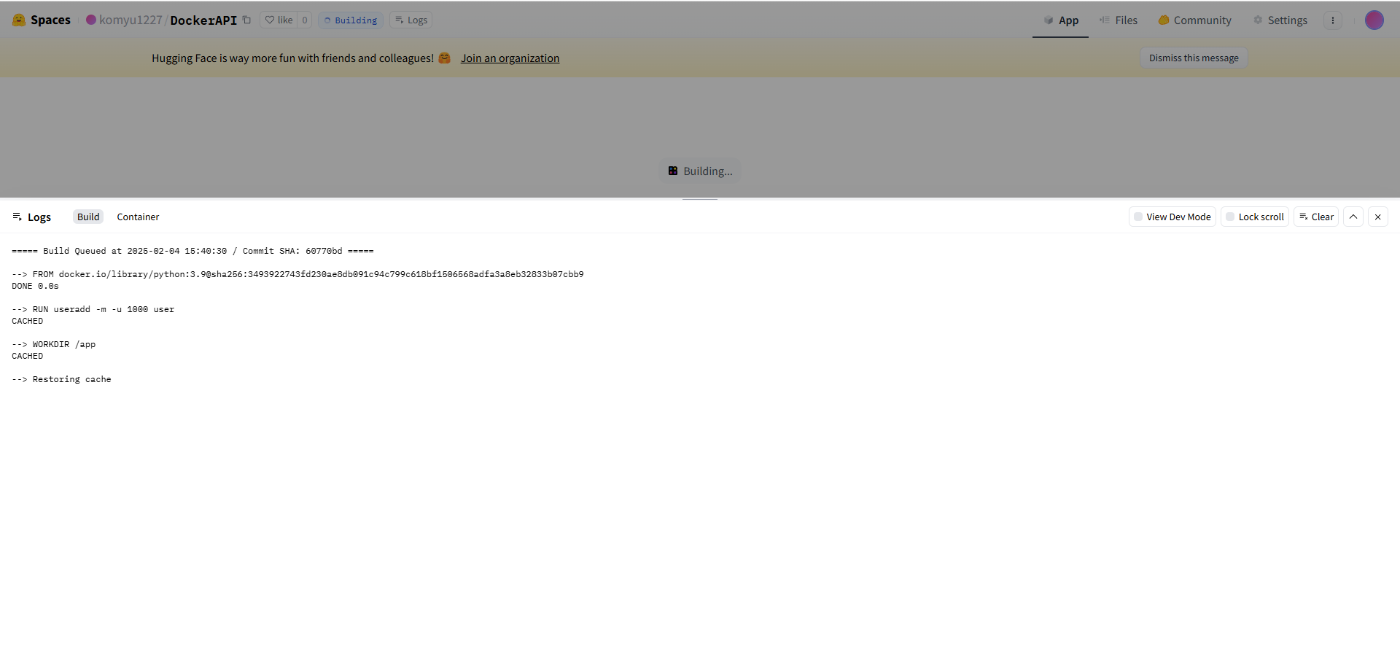 Spaces komyu1227/DockerAPI like 0 Building Logs App Files Community Settings
Hugging Face is way more fun with friends and colleagues! 🤗 Join an organization Dismiss this message
Building...
Logs Build Container View Dev Mode Lock scroll Clear
===== Build Queued at 2025-02-04 15:40:30 / Commit SHA: 60770bd =====
--> FROM docker.io/library/python:3.9@sha256:3493922743fd230ae8db091c94c799c618bf1506568adfa3a8eb32833b07cbb9
DONE 0.0s
--> RUN useradd -m -u 1000 user
CACHED
--> WORKDIR /app
CACHED
--> Restoring cache